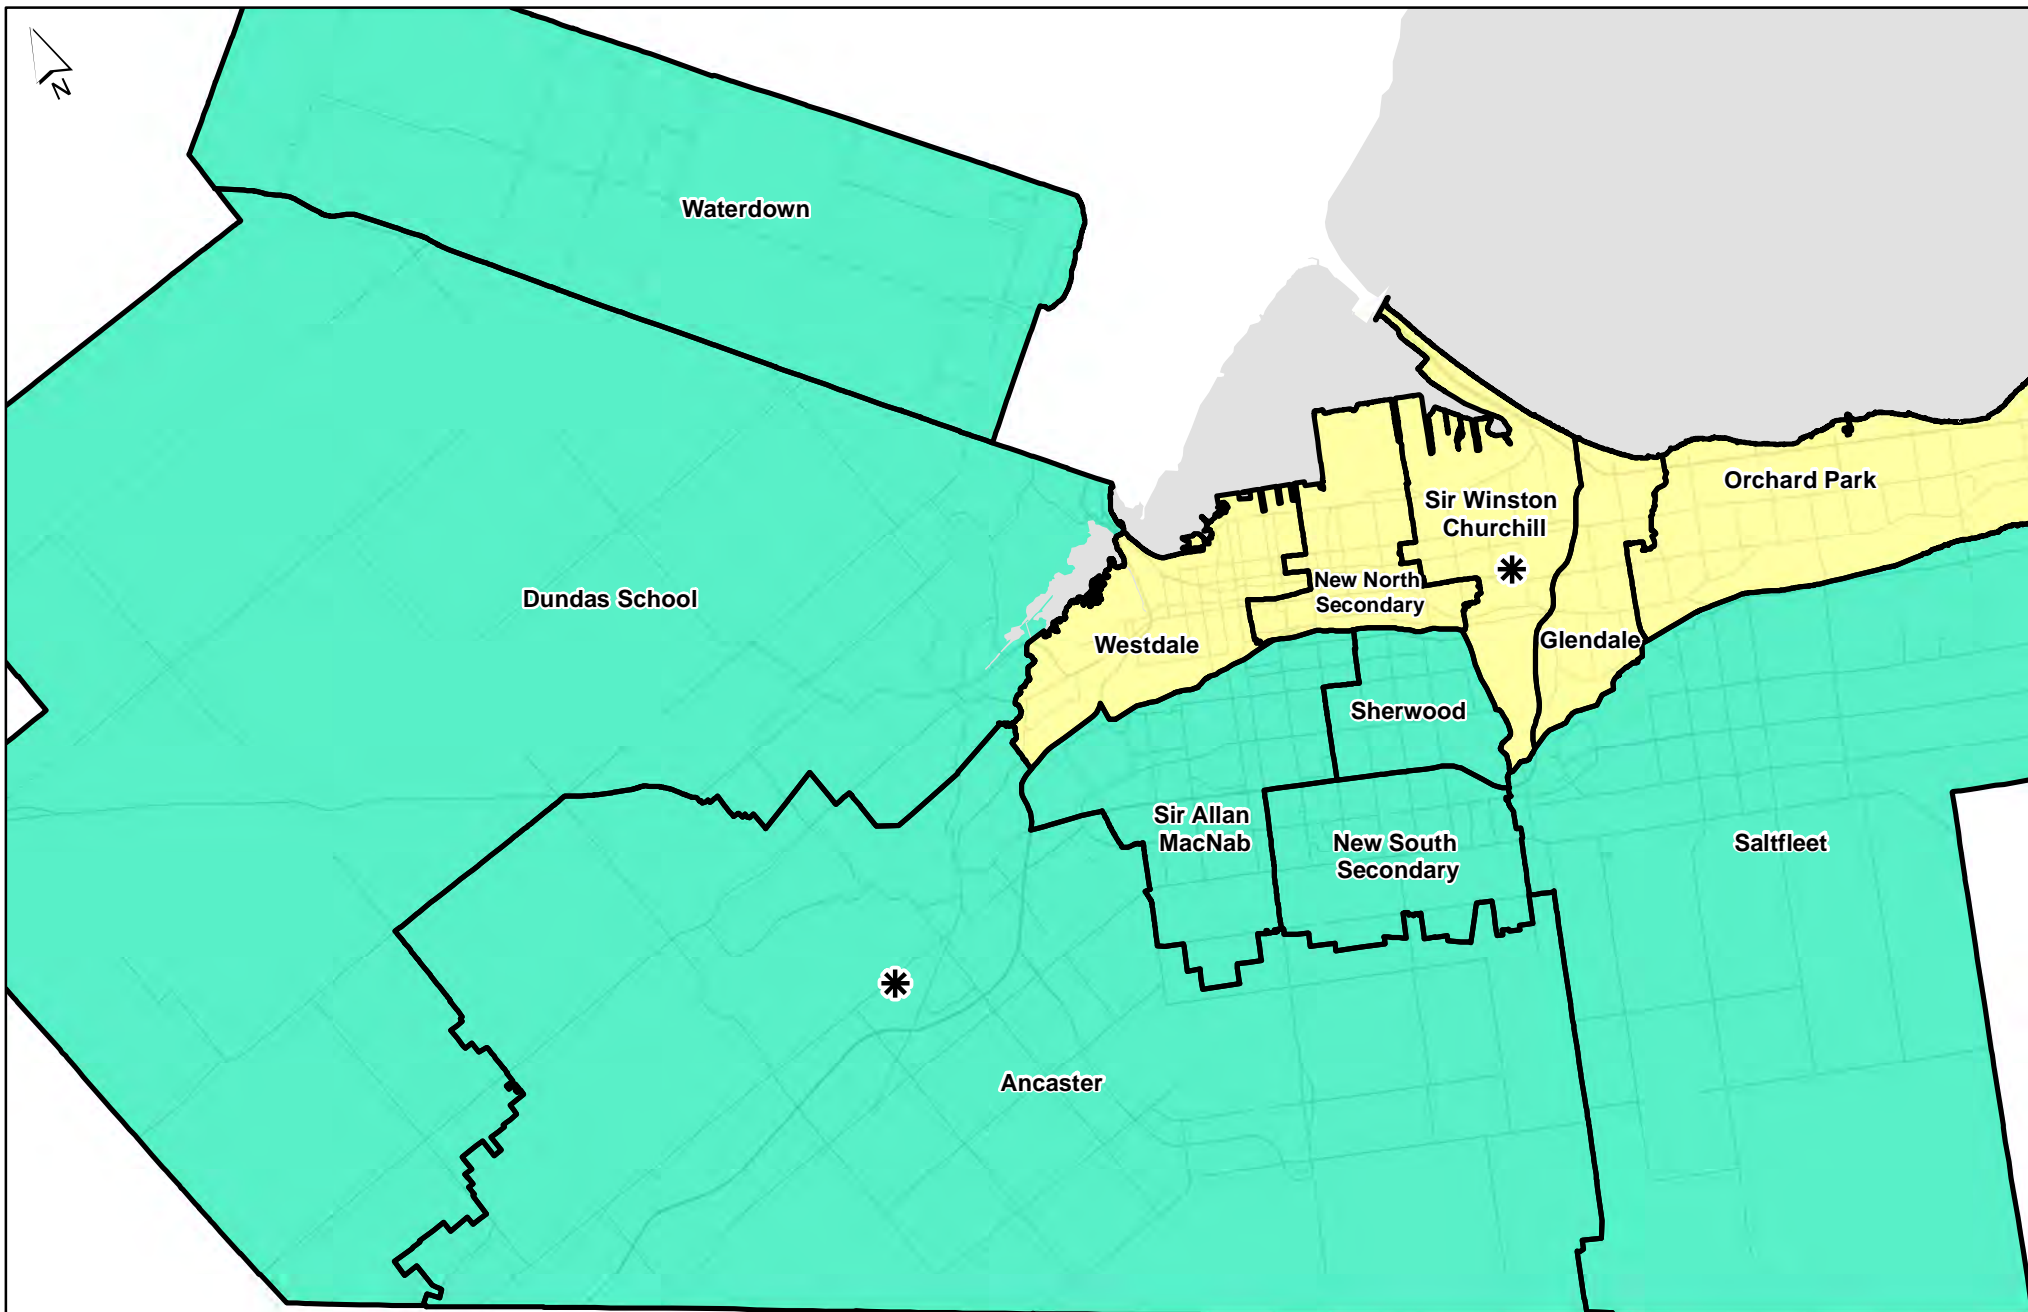 N
Waterdown
Orchard Park
Sir Winston
Churchill
New North
Secondary
Dundas School
Westdale
Glendale
Sherwood
Sir Allan
MacNab
New South
Secondary
Saltfleet
Ancaster